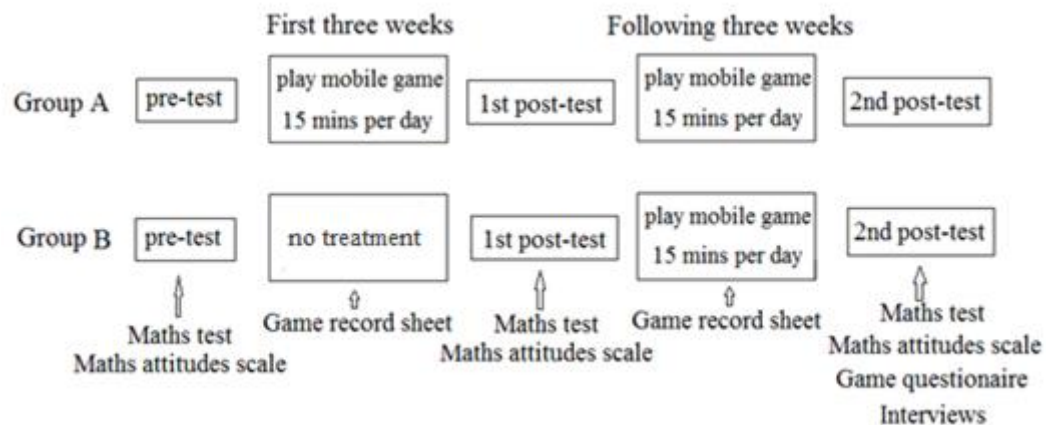 First three weeks
Following three weeks
Group A
pre-test
play mobile game
15 mins per day
1st post-test
play mobile game
15 mins per day
2nd post-test
Group B
pre-test
no treatment
1st post-test
play mobile game
15 mins per day
2nd post-test
Maths test
Maths attitudes scale
Game record sheet
Maths test
Maths attitudes scale
Game record sheet
Maths test
Maths attitudes scale
Game questionaire
Interviews